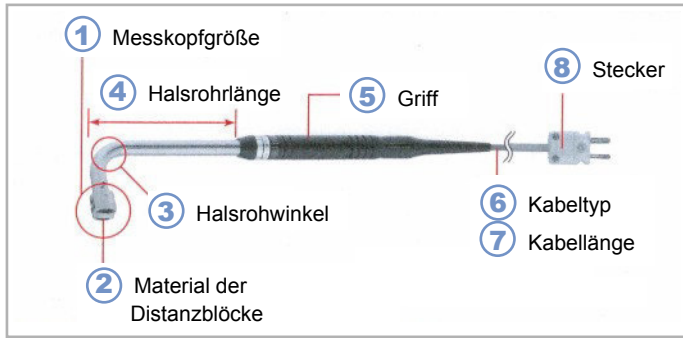 1 Messkopfgröße
4 Halsrohrlänge
5 Griff
8 Stecker
3 Halsrohwinkel
6 Kabeltyp
7 Kabellänge
2 Material der
Distanzblöcke